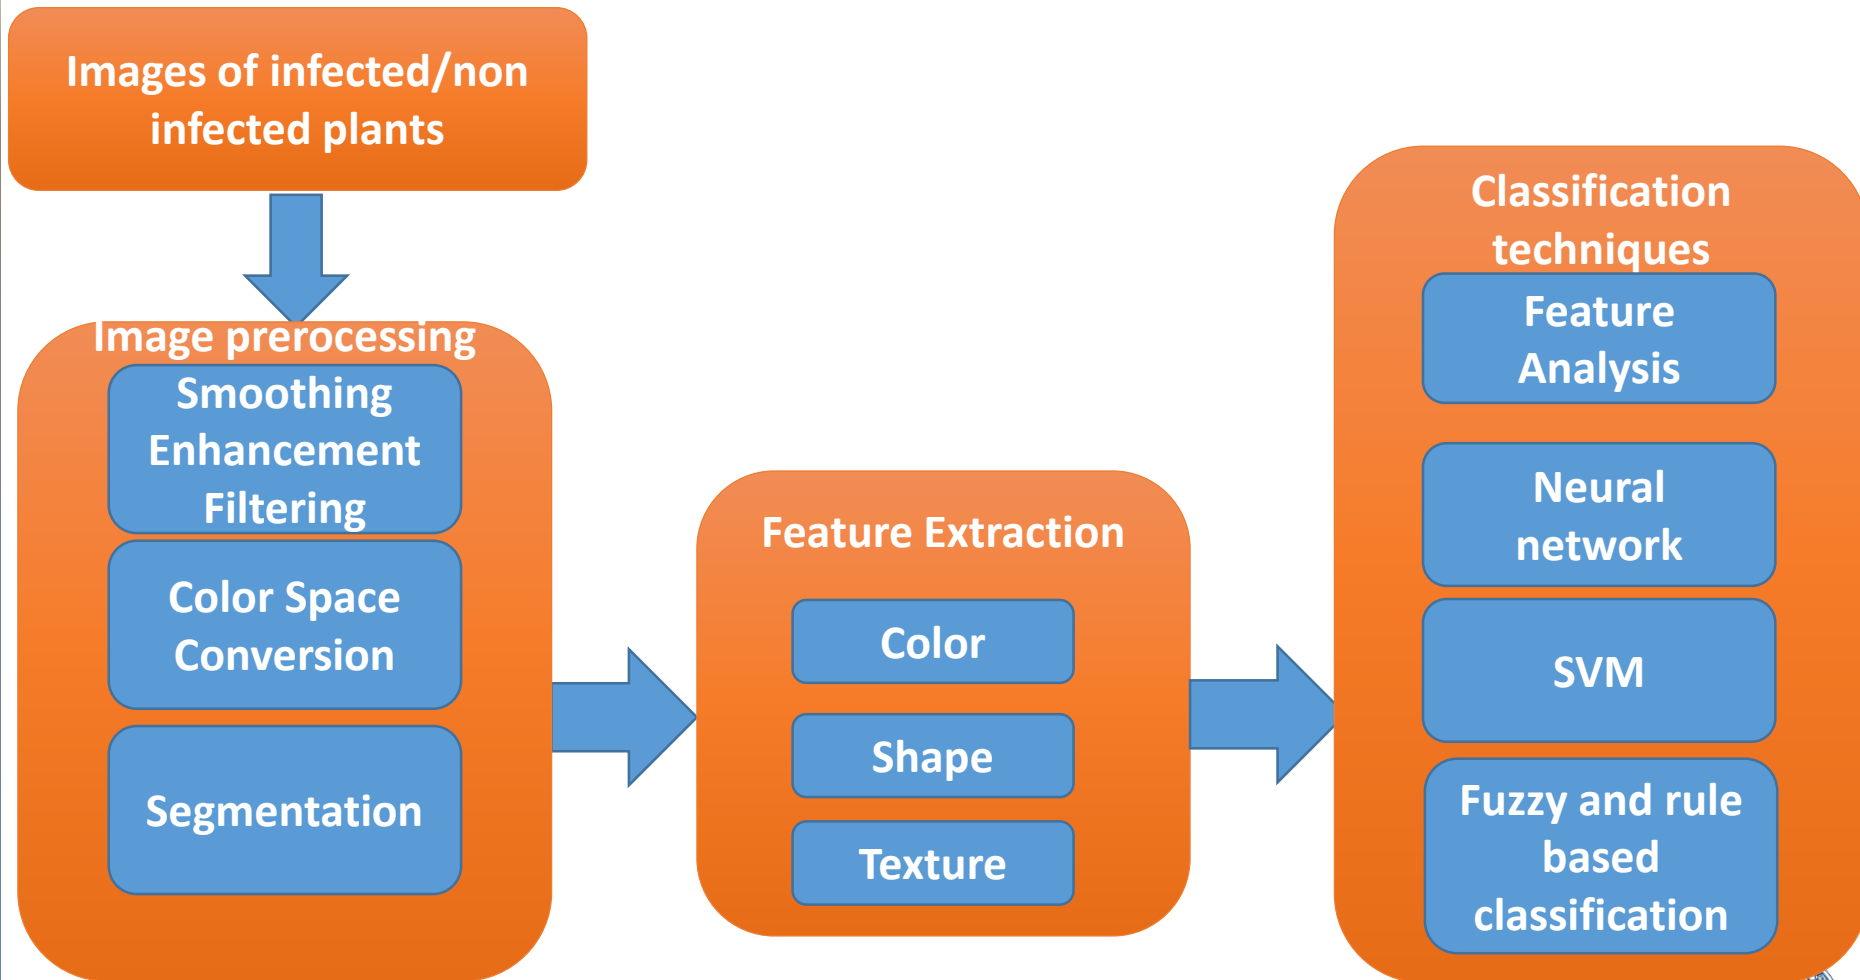 Images of infected/non
infected plants
Image prerocessing
Smoothing
Enhancement
Filtering
Color Space
Conversion
Segmentation
Feature Extraction
Color
Shape
Texture
Classification
techniques
Feature
Analysis
Neural
network
SVM
Fuzzy and rule
based
classification